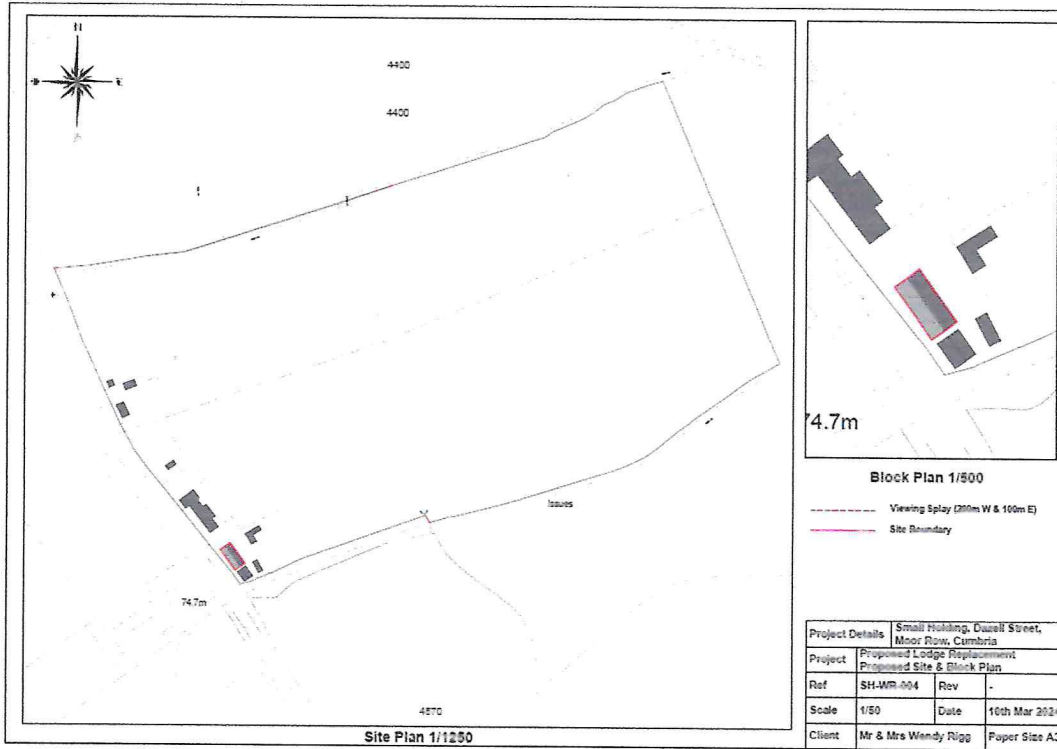 N
E
4400
4400
Issues
74.7m
4670
Site Plan 1/1250
74.7m
Block Plan 1/500
Viewing Splay (200m W & 100m E)
Site Boundary
Project Details Small Holding, Dazell Street,
Moor Row, Cumbria
Project Proposed Lodge Replacement
Proposed Site & Block Plan
Ref SH-WR-004 Rev -
Scale 1/50 Date 10th Mar 2024
Client Mr & Mrs Wendy Rigg Paper Size A3